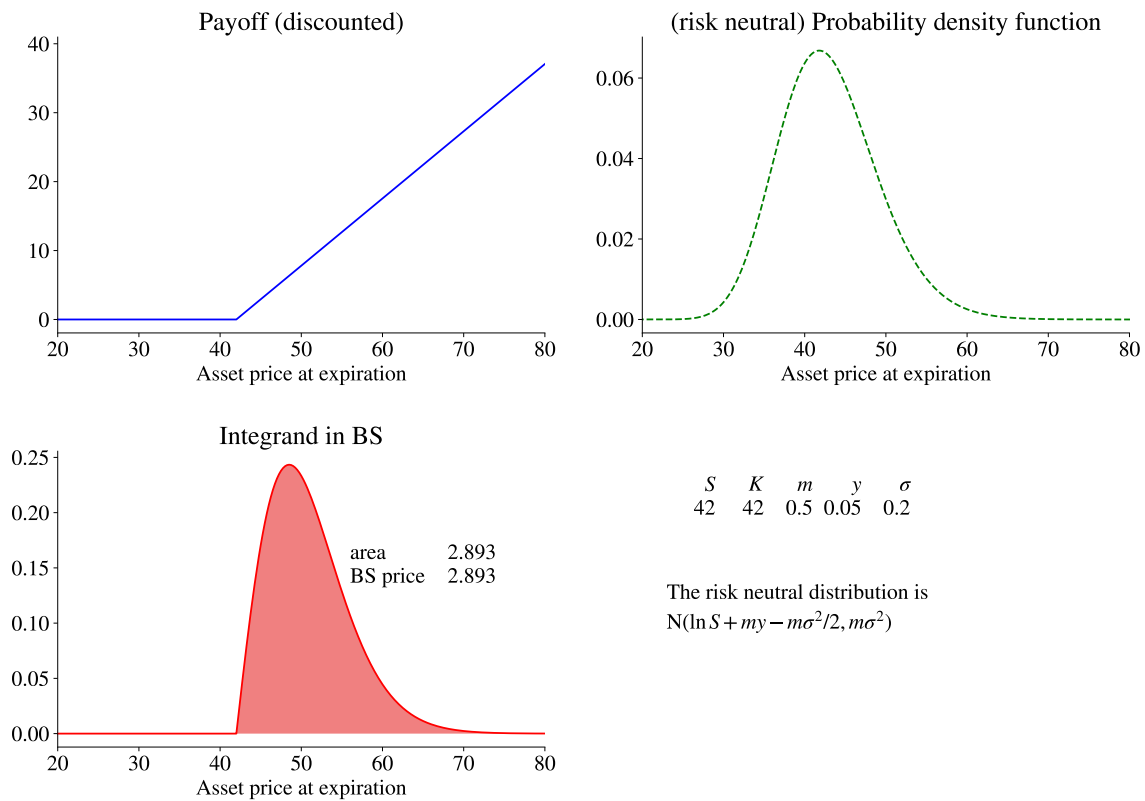 Payoff (discounted)
40
30
20
10
0
20 30 40 50 60 70 80
Asset price at expiration
(risk neutral) Probability density function
0.06
0.04
0.02
0.00
20 30 40 50 60 70 80
Asset price at expiration
Integrand in BS
0.25
0.20
0.15
0.10
0.05
0.00
area 2.893
BS price 2.893
20 30 40 50 60 70 80
Asset price at expiration
S K m y σ
42 42 0.5 0.05 0.2
The risk neutral distribution is
N(ln S + my − mσ²/2, mσ²)